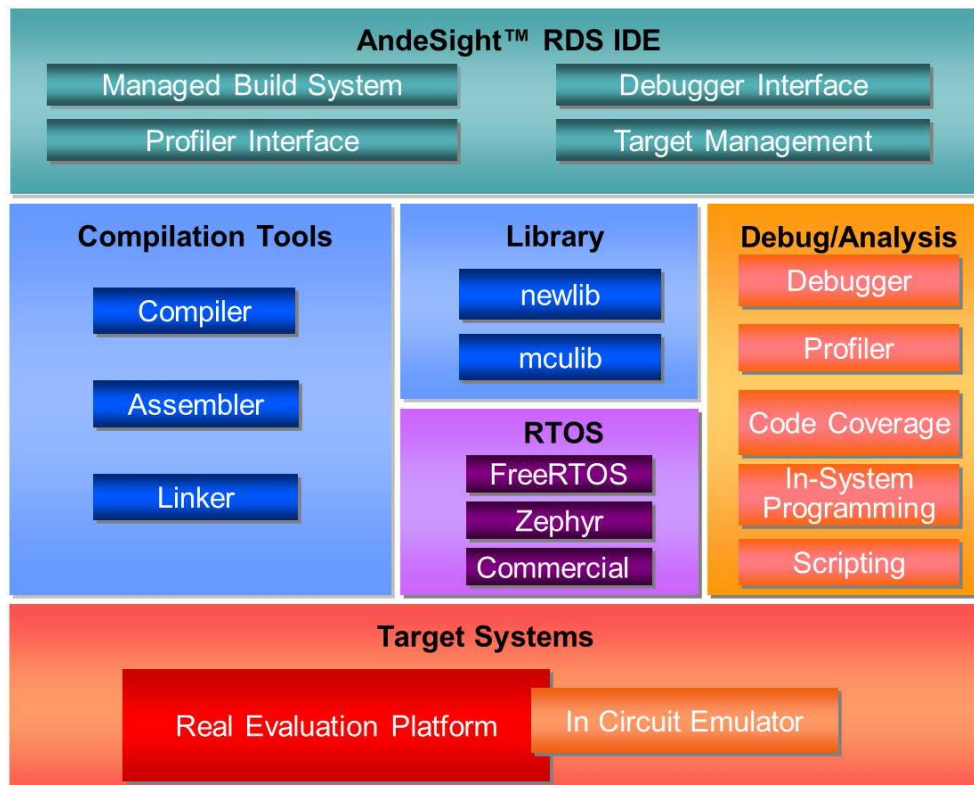 AndeSight™ RDS IDE
Managed Build System
Debugger Interface
Profiler Interface
Target Management
Compilation Tools
Compiler
Assembler
Linker
Library
newlib
mculib
RTOS
FreeRTOS
Zephyr
Commercial
Debug/Analysis
Debugger
Profiler
Code Coverage
In-System
Programming
Scripting
Target Systems
Real Evaluation Platform
In Circuit Emulator